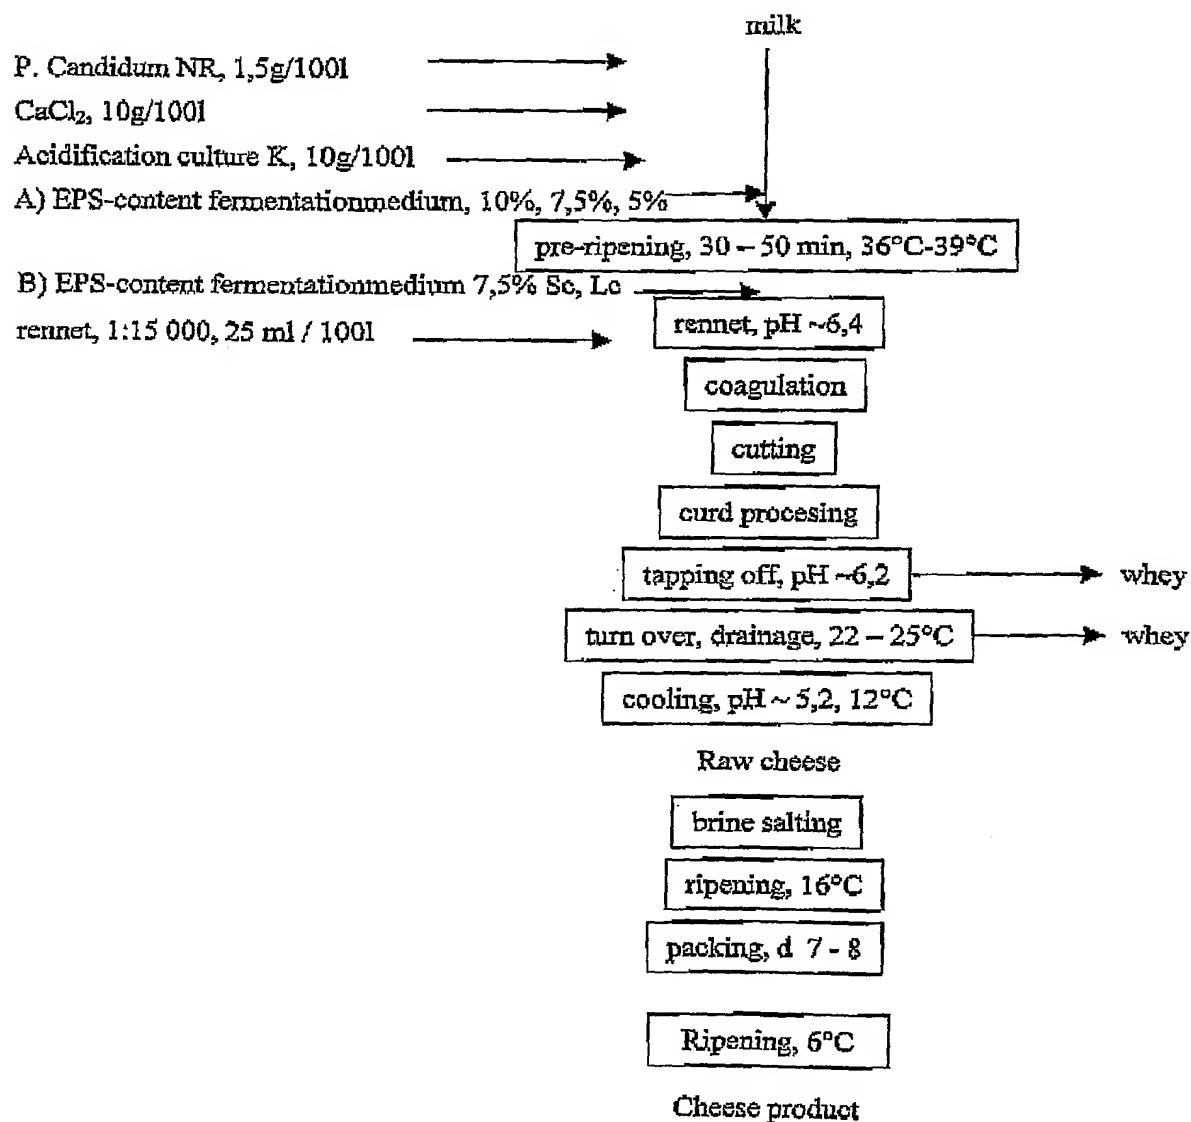 milk
P. Candidum NR, 1,5g/100l
CaCl₂, 10g/100l
Acidification culture K, 10g/100l
A) EPS-content fermentationmedium, 10%, 7,5%, 5%
pre-ripening, 30 – 50 min, 36°C-39°C
B) EPS-content fermentationmedium 7,5% Sc, Lc
rennet, pH ~6,4
rennet, 1:15 000, 25 ml / 100l
coagulation
cutting
curd procesing
tapping off, pH ~6,2
whey
turn over, drainage, 22 – 25°C
whey
cooling, pH ~ 5,2, 12°C
Raw cheese
brine salting
ripening, 16°C
packing, d 7 - 8
Ripening, 6°C
Cheese product